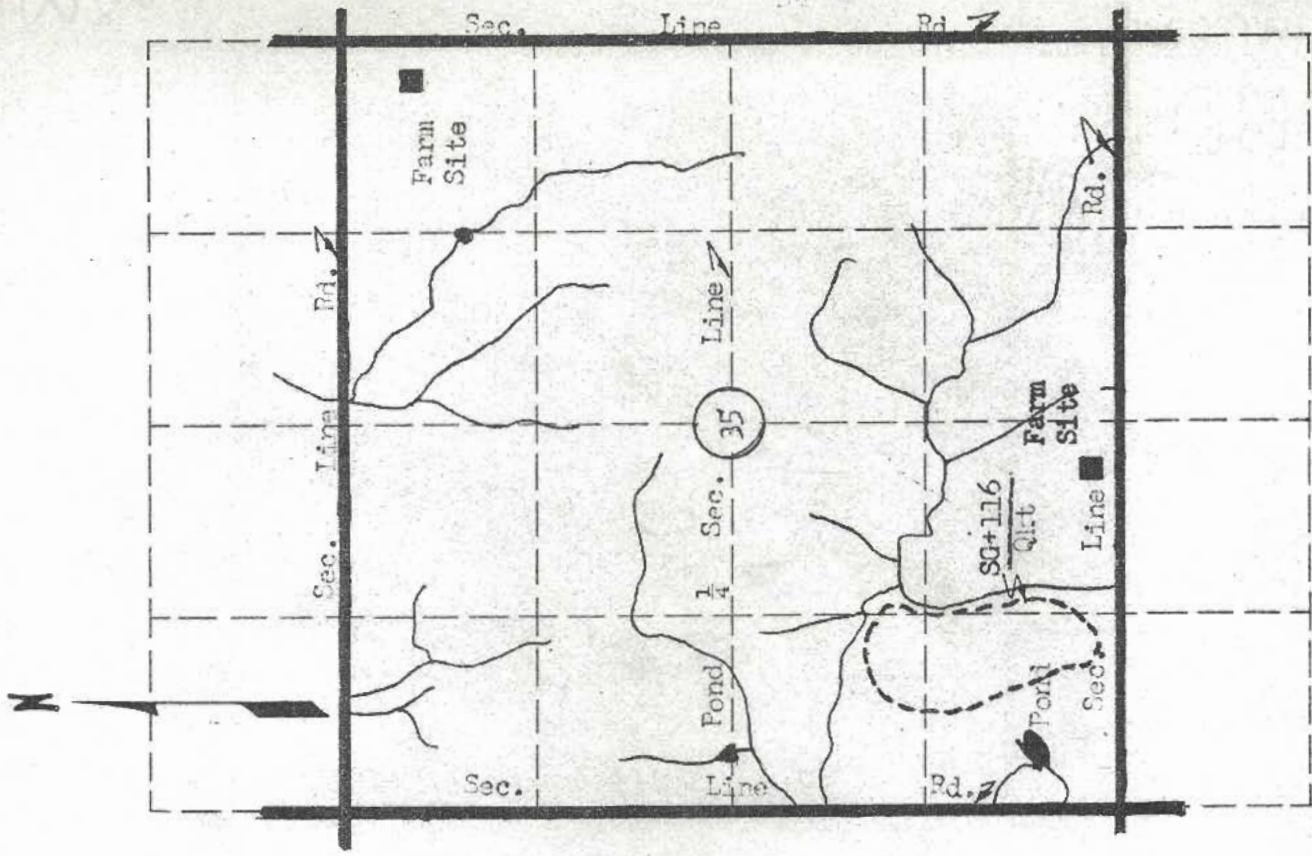 Sec. Line Rd.
Farm
Site
Sec. Line Rd.
N
35
1/4 Sec. Line
Pond
Farm
Site
SG+116
Qkt
Pond
Sec. Line Rd.
Sec. Line Rd.